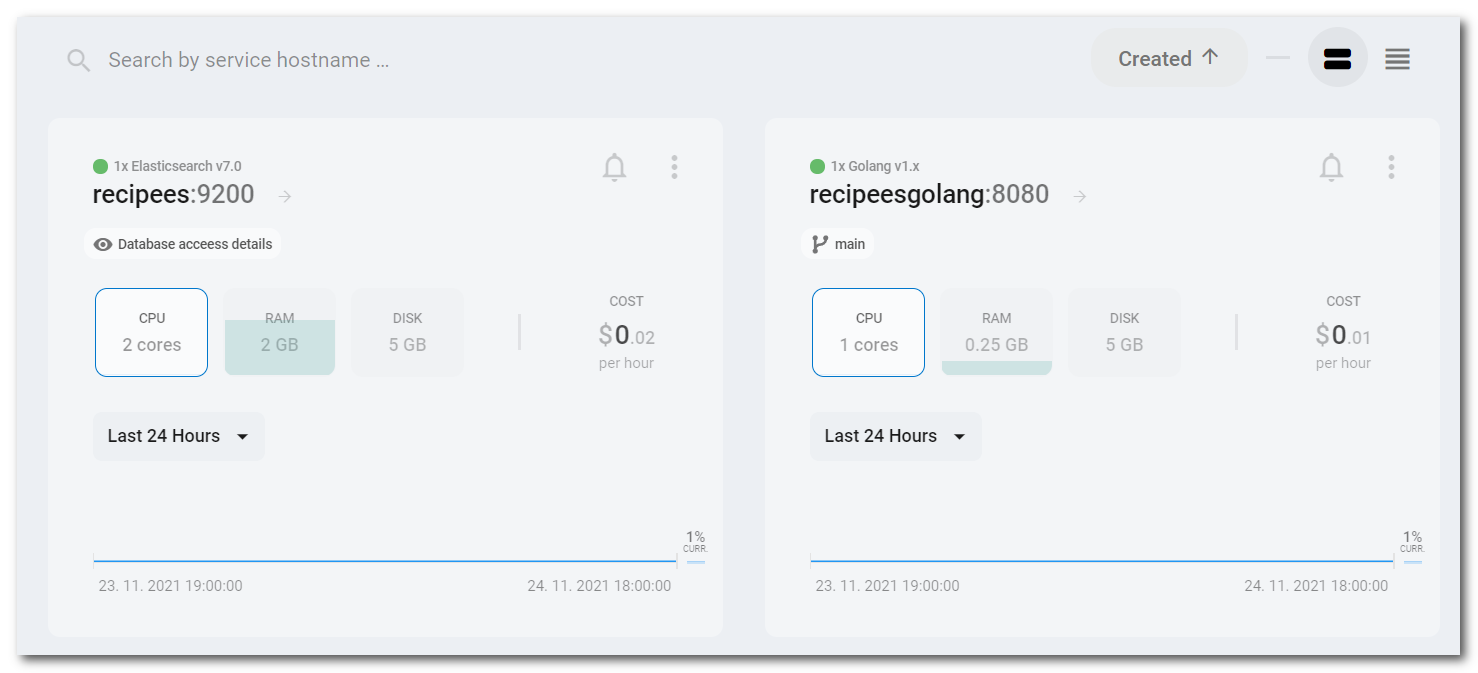 Search by service hostname ...
Created ↑
1x Elasticsearch v7.0
recipees:9200 →
Database acceess details
CPU
2 cores
RAM
2 GB
DISK
5 GB
COST
$0.02
per hour
Last 24 Hours
1%
CURR.
23. 11. 2021 19:00:00
24. 11. 2021 18:00:00
1x Golang v1.x
recipeesgolang:8080 →
main
CPU
1 cores
RAM
0.25 GB
DISK
5 GB
COST
$0.01
per hour
Last 24 Hours
1%
CURR.
23. 11. 2021 19:00:00
24. 11. 2021 18:00:00